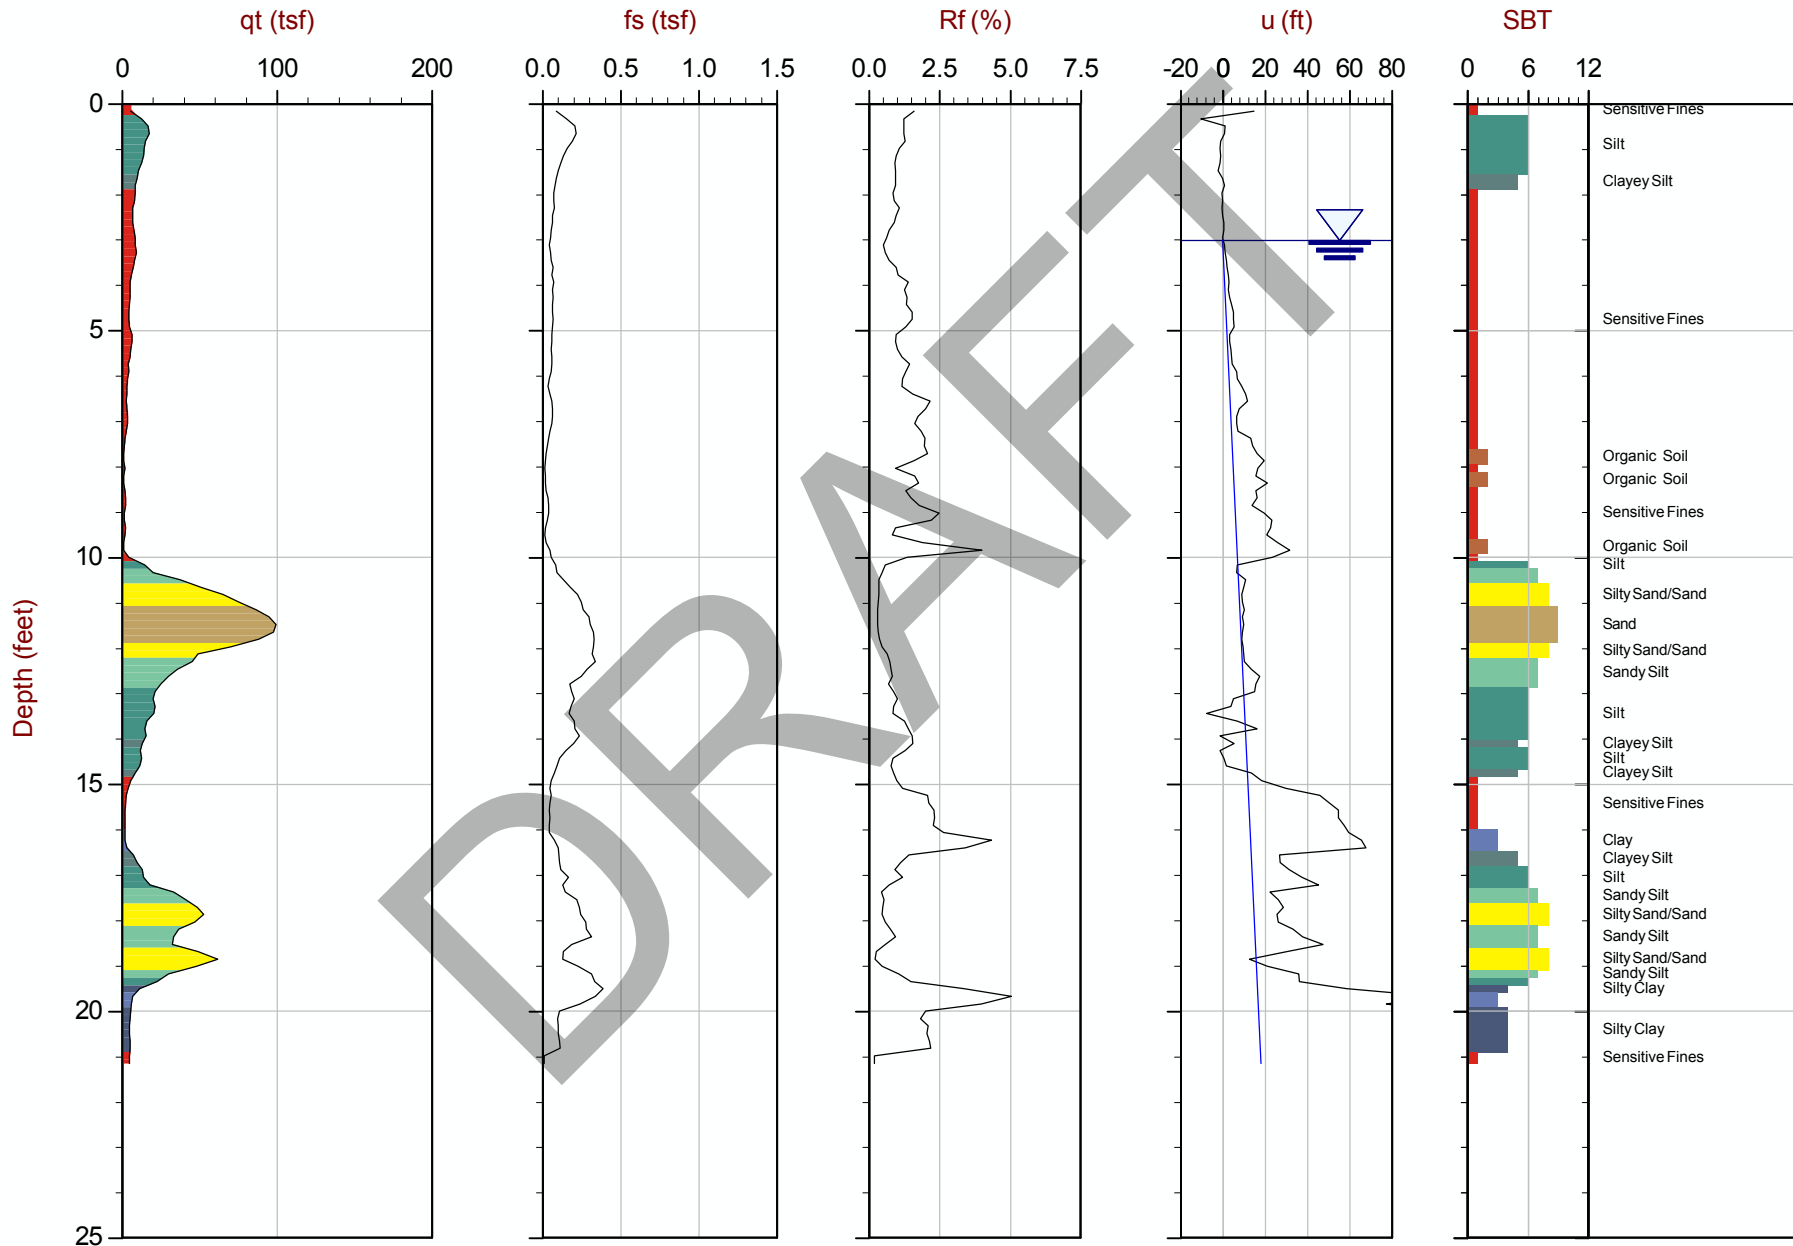 qt (tsf)
fs (tsf)
Rf (%)
u (ft)
SBT
0 100 200
0.0 0.5 1.0 1.5
0.0 2.5 5.0 7.5
-20 0 20 40 60 80
0 6 12
0
5
10
15
20
25
Depth (feet)
Sensitive Fines
Silt
Clayey Silt
Sensitive Fines
Organic Soil
Organic Soil
Sensitive Fines
Organic Soil
Silt
Silty Sand/Sand
Sand
Silty Sand/Sand
Sandy Silt
Silt
Clayey Silt
Silt
Clayey Silt
Sensitive Fines
Clay
Clayey Silt
Silt
Sandy Silt
Silty Sand/Sand
Sandy Silt
Silty Sand/Sand
Sandy Silt
Silty Clay
Silty Clay
Sensitive Fines
DRAFT